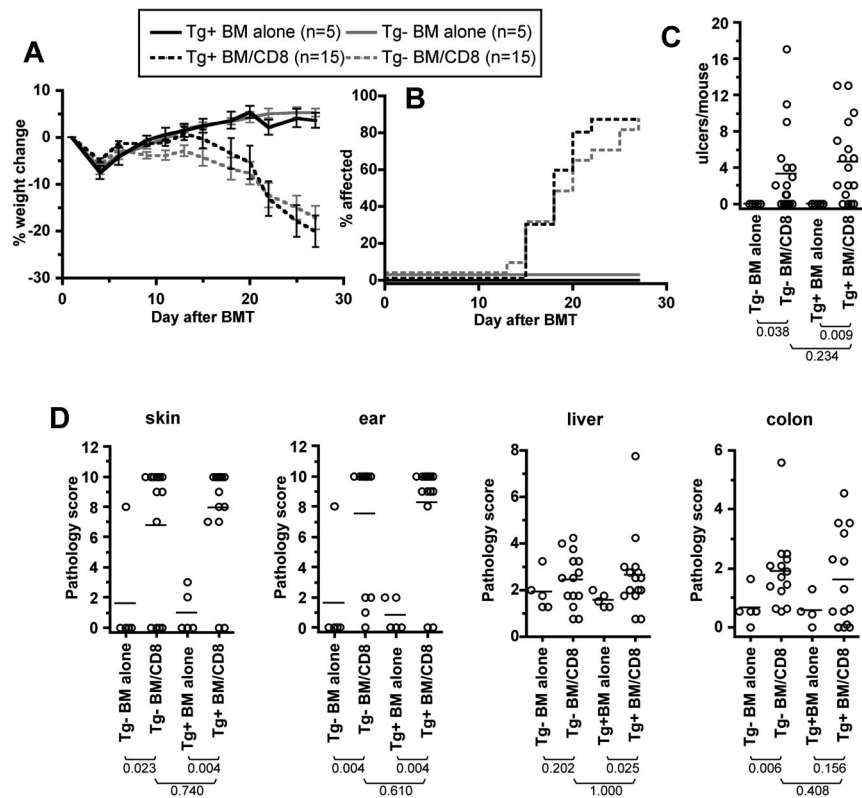 Tg+ BM alone (n=5) Tg- BM alone (n=5)
Tg+ BM/CD8 (n=15) Tg- BM/CD8 (n=15)
A
% weight change
10
0
-10
-20
-30
0 10 20 30
Day after BMT
B
% affected
100
80
60
40
20
0
0 10 20 30
Day after BMT
C
ulcers/mouse
20
16
12
8
4
0
Tg- BM alone
Tg- BM/CD8
Tg+ BM alone
Tg+ BM/CD8
0.038 0.009
0.234
D
skin
Pathology score
12
10
8
6
4
2
0
Tg- BM alone
Tg- BM/CD8
Tg+ BM alone
Tg+ BM/CD8
0.023 0.004
0.740
ear
Pathology score
12
10
8
6
4
2
0
Tg- BM alone
Tg- BM/CD8
Tg+ BM alone
Tg+ BM/CD8
0.004 0.004
0.610
liver
Pathology score
8
6
4
2
0
Tg- BM alone
Tg- BM/CD8
Tg+BM alone
Tg+ BM/CD8
0.202 0.025
1.000
colon
Pathology score
6
4
2
0
Tg- BM alone
Tg- BM/CD8
Tg+BM alone
Tg+ BM/CD8
0.006 0.156
0.408